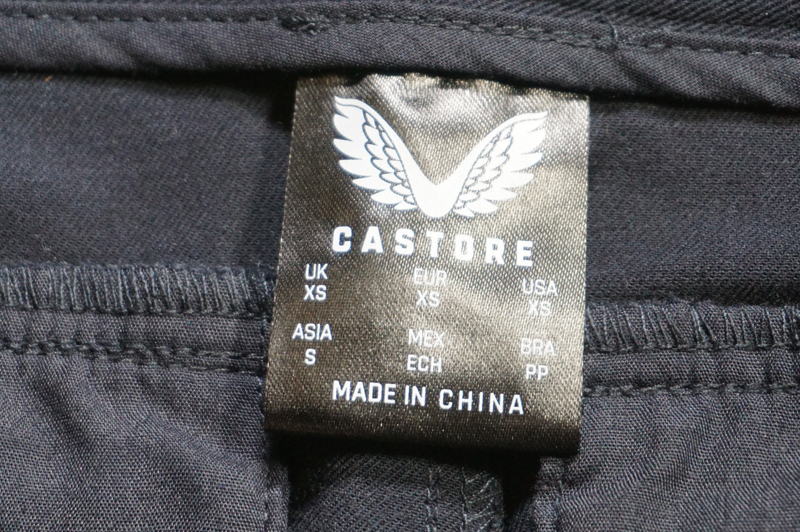 CASTORE
UK EUR USA
XS XS XS
ASIA MEX BRA
S ECH PP
MADE IN CHINA